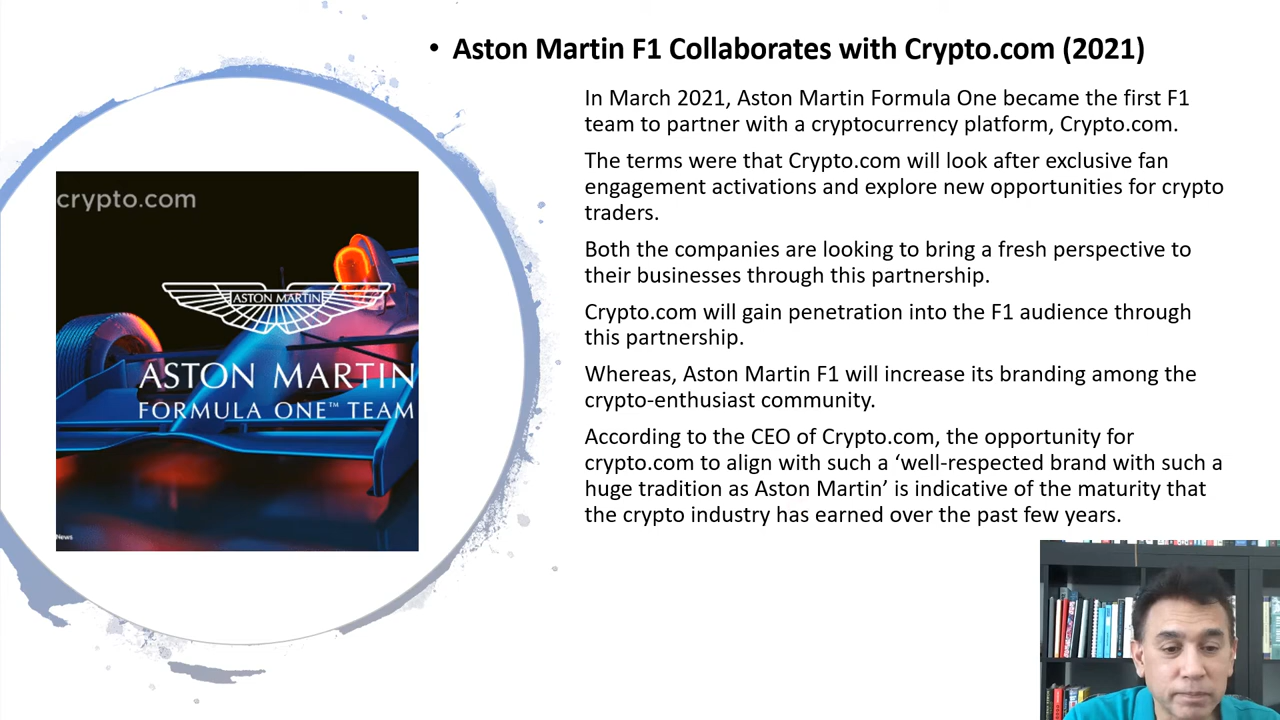 • Aston Martin F1 Collaborates with Crypto.com (2021)
In March 2021, Aston Martin Formula One became the first F1
team to partner with a cryptocurrency platform, Crypto.com.
The terms were that Crypto.com will look after exclusive fan
engagement activations and explore new opportunities for crypto
traders.
Both the companies are looking to bring a fresh perspective to
their businesses through this partnership.
Crypto.com will gain penetration into the F1 audience through
this partnership.
Whereas, Aston Martin F1 will increase its branding among the
crypto-enthusiast community.
According to the CEO of Crypto.com, the opportunity for
crypto.com to align with such a ‘well-respected brand with such a
huge tradition as Aston Martin’ is indicative of the maturity that
the crypto industry has earned over the past few years.
crypto.com
ASTON MARTIN
ASTON MARTIN
FORMULA ONE™ TEAM
News